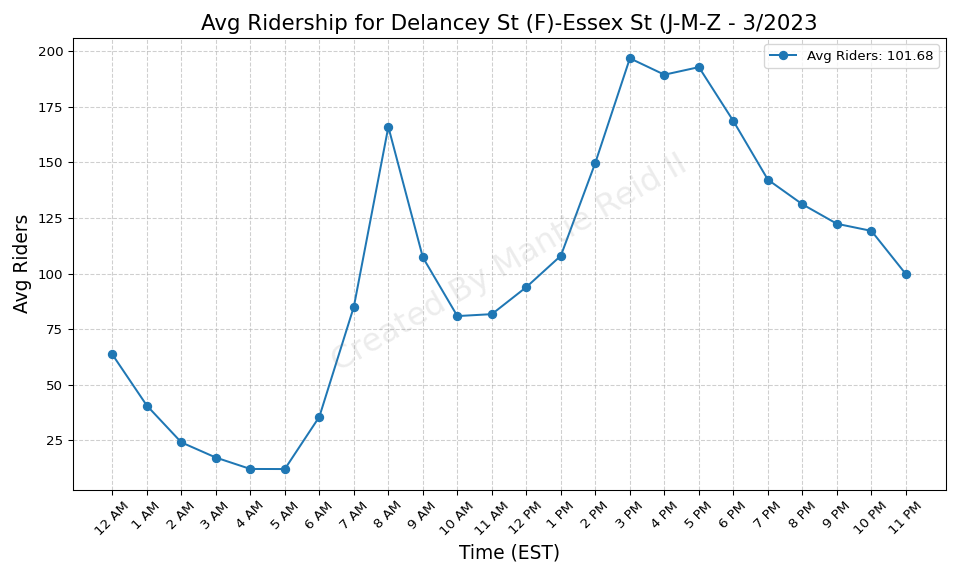 Avg Ridership for Delancey St (F)-Essex St (J-M-Z - 3/2023
Avg Riders: 101.68
200
175
150
125
100
75
50
25
Avg Riders
Created By Mantre Reid II
12 AM
1 AM
2 AM
3 AM
4 AM
5 AM
6 AM
7 AM
8 AM
9 AM
10 AM
11 AM
12 PM
1 PM
2 PM
3 PM
4 PM
5 PM
6 PM
7 PM
8 PM
9 PM
10 PM
11 PM
Time (EST)